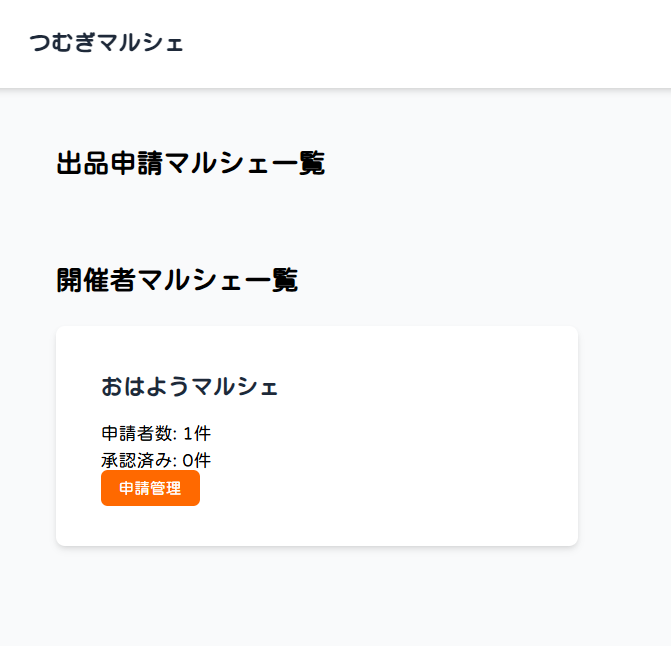 つむぎマルシェ
出品申請マルシェ一覧
開催者マルシェ一覧
おはようマルシェ
申請者数: 1件
承認済み: 0件
申請管理